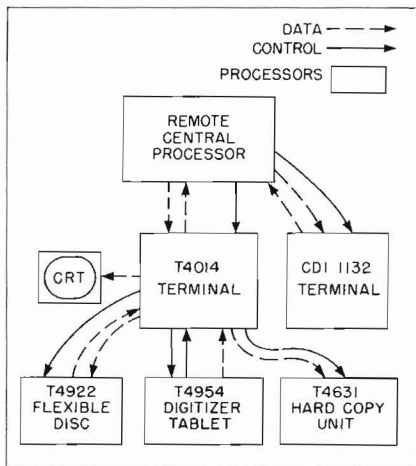 DATA
CONTROL
PROCESSORS
REMOTE
CENTRAL
PROCESSOR
CRT
T4014
TERMINAL
CDI 1132
TERMINAL
T4922
FLEXIBLE
DISC
T4954
DIGITIZER
TABLET
T4631
HARD COPY
UNIT